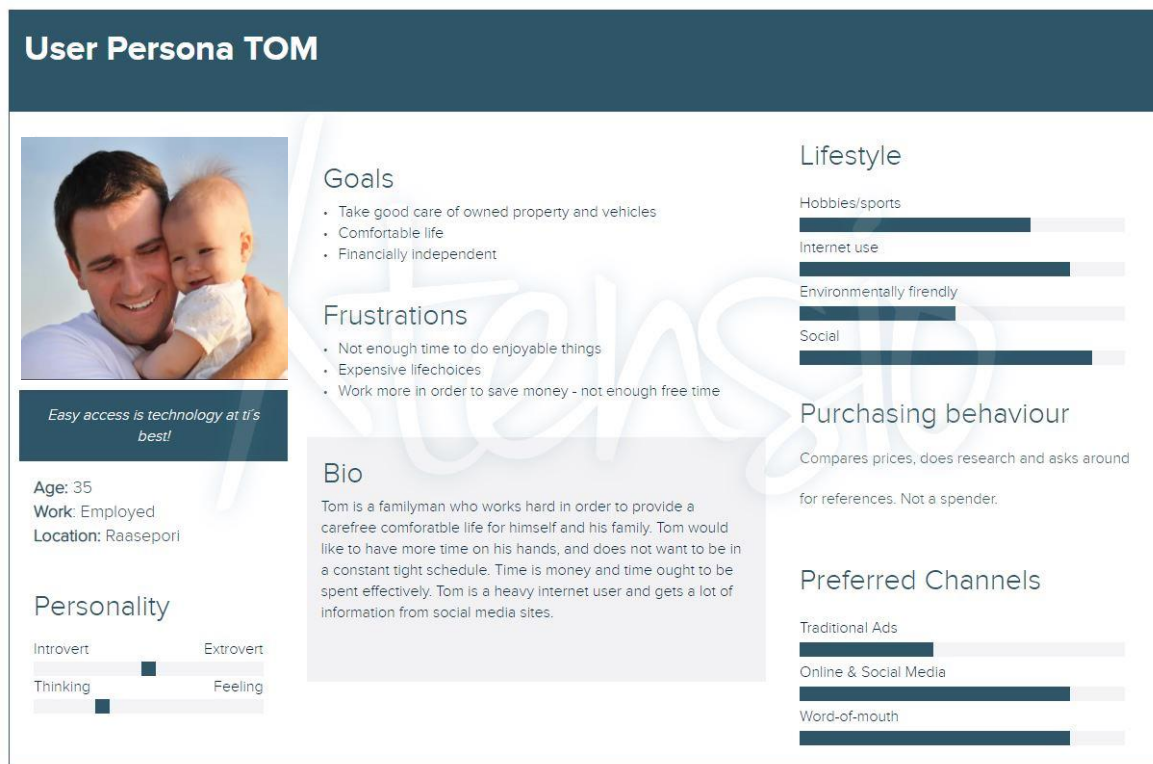 User Persona TOM
Easy access is technology at ti´s
best!
Age: 35
Work: Employed
Location: Raasepori
Personality
Introvert Extrovert
Thinking Feeling
Goals
• Take good care of owned property and vehicles
• Comfortable life
• Financially independent
Frustrations
• Not enough time to do enjoyable things
• Expensive lifechoices
• Work more in order to save money - not enough free time
Bio
Tom is a familyman who works hard in order to provide a
carefree comforatble life for himself and his family. Tom would
like to have more time on his hands, and does not want to be in
a constant tight schedule. Time is money and time ought to be
spent effectively. Tom is a heavy internet user and gets a lot of
information from social media sites.
Lifestyle
Hobbies/sports
Internet use
Environmentally firendly
Social
Purchasing behaviour
Compares prices, does research and asks around
for references. Not a spender.
Preferred Channels
Traditional Ads
Online & Social Media
Word-of-mouth
Xtensio